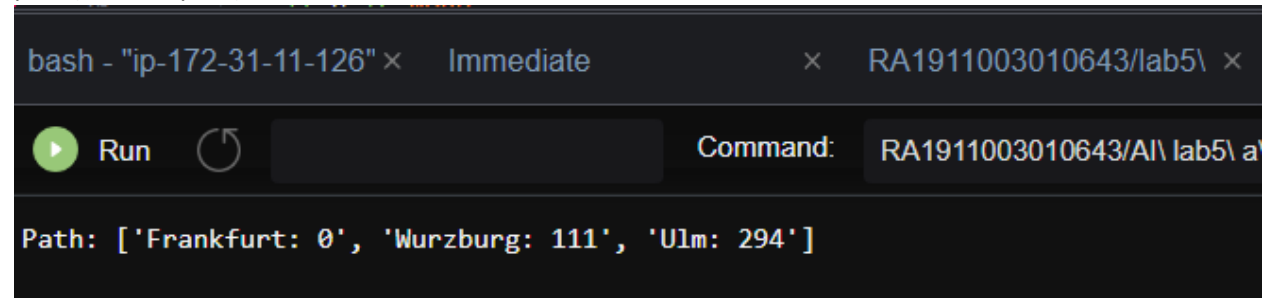 bash - "ip-172-31-11-126" × Immediate × RA1911003010643/lab5\ ×
Run Command: RA1911003010643/AI\ lab5\ a\
Path: ['Frankfurt: 0', 'Wurzburg: 111', 'Ulm: 294']